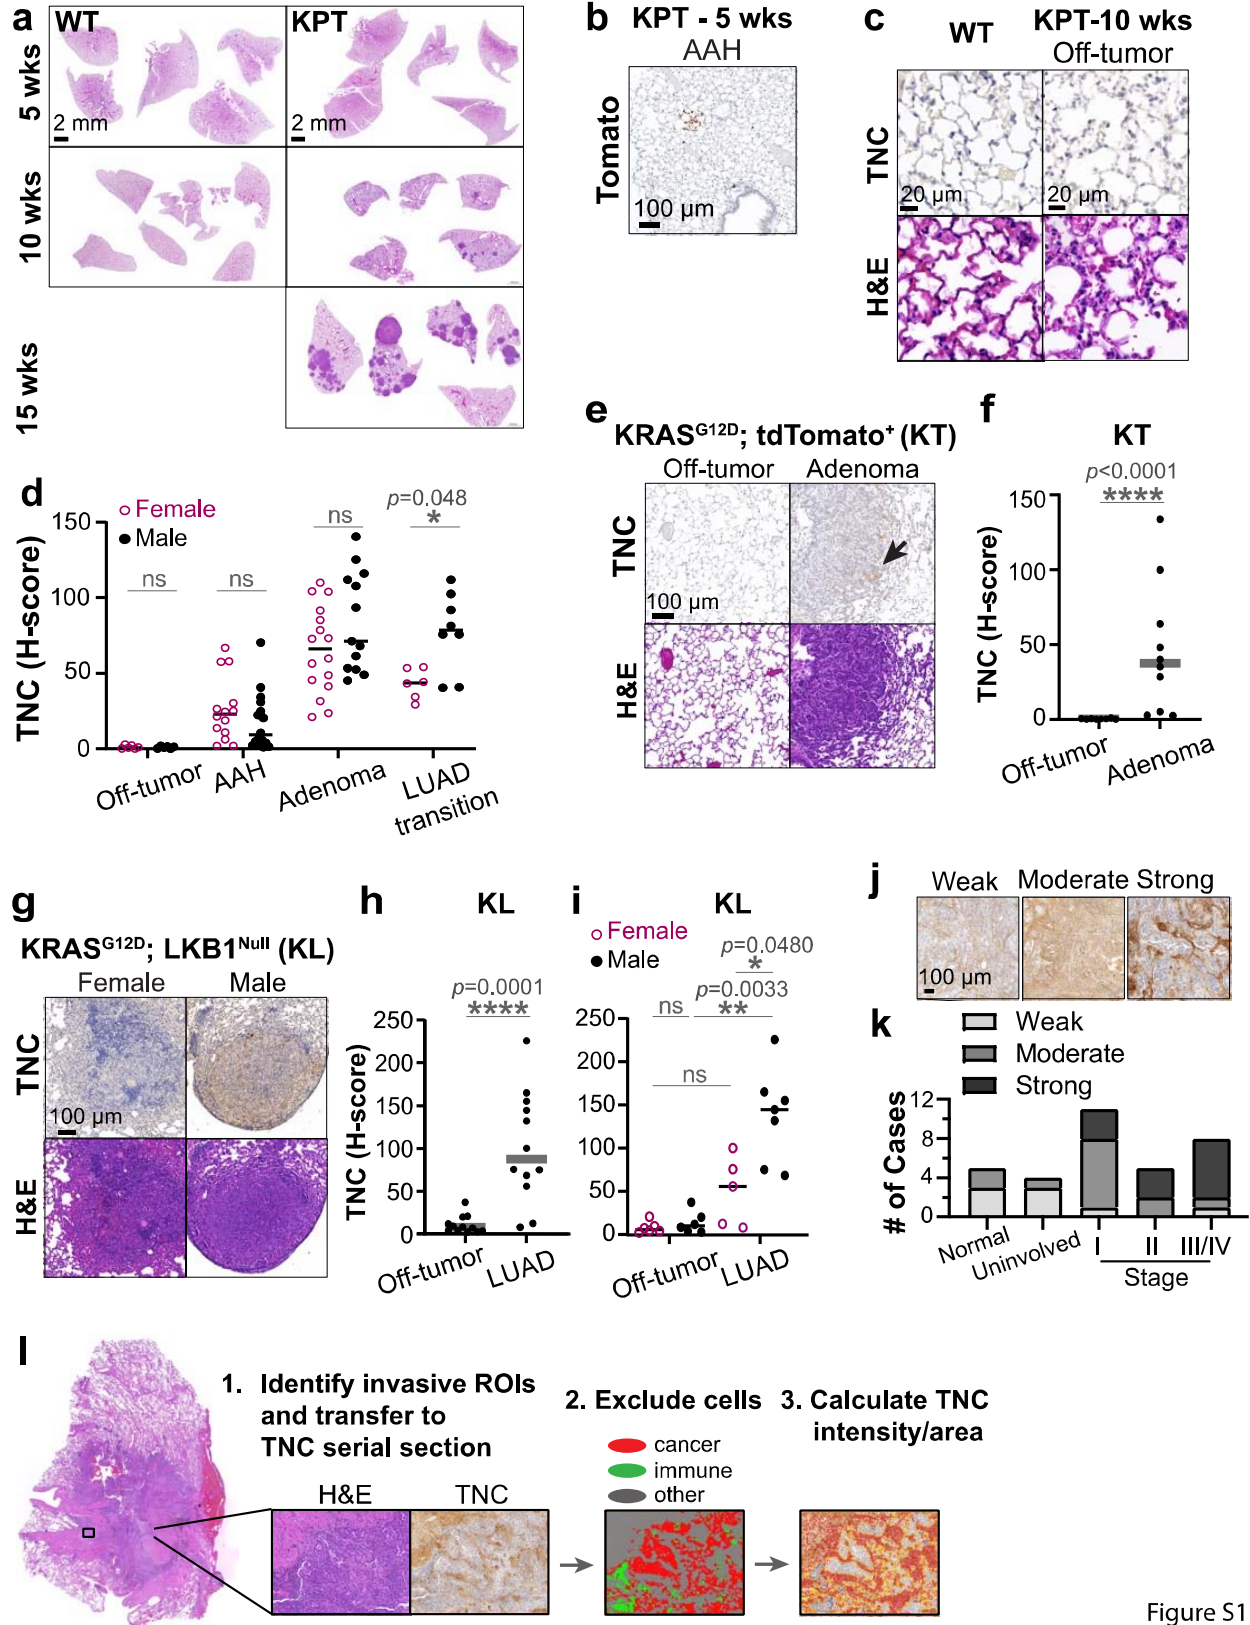 a
WT
KPT
5 wks
2 mm
2 mm
10 wks
15 wks
b
KPT - 5 wks
AAH
Tomato
100 µm
c
WT
KPT-10 wks
Off-tumor
TNC
20 µm
20 µm
H&E
d
Female
Male
TNC (H-score)
150
100
50
0
ns
ns
ns
p=0.048
*
Off-tumor
AAH
Adenoma
LUAD
transition
e
KRASG12D; tdTomato+ (KT)
Off-tumor
Adenoma
TNC
100 µm
H&E
f
KT
p<0.0001
****
TNC (H-score)
150
100
50
0
Off-tumor
Adenoma
g
KRASG12D; LKB1Null (KL)
Female
Male
TNC
100 µm
H&E
h
KL
p=0.0001
****
TNC (H-score)
250
200
150
100
50
0
Off-tumor
LUAD
i
KL
Female
Male
p=0.0480
*
p=0.0033
ns
**
ns
250
200
150
100
50
0
Off-tumor
LUAD
j
Weak
Moderate
Strong
100 µm
k
Weak
Moderate
Strong
# of Cases
12
8
4
0
Normal
Uninvolved
I
II
III/IV
Stage
l
1. Identify invasive ROIs
and transfer to
TNC serial section
H&E
TNC
2. Exclude cells
cancer
immune
other
3. Calculate TNC
intensity/area
Figure S1